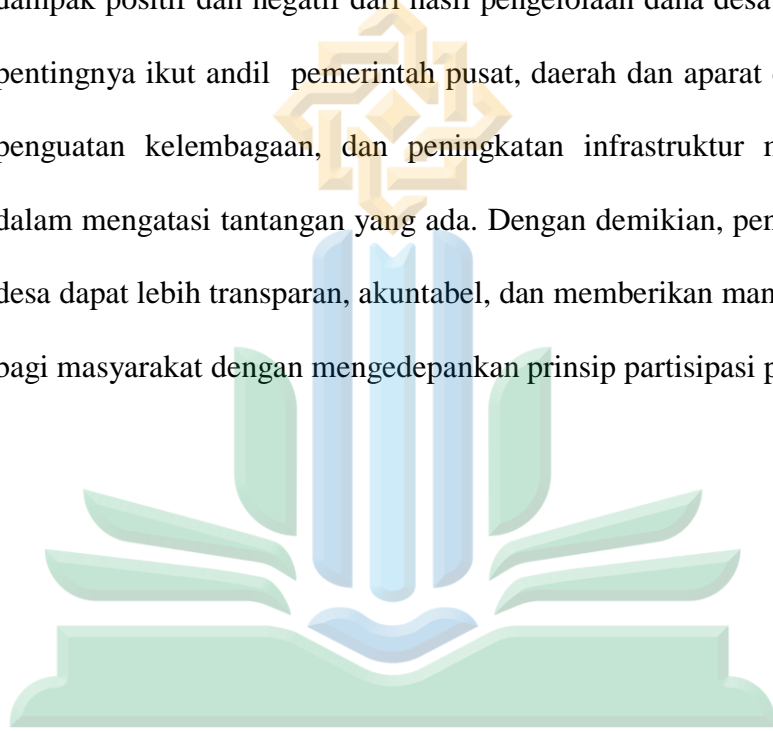 dampak positif dan negatif dari hasil pengelolaan dana desa
pentingnya ikut andil pemerintah pusat, daerah dan aparat
penguatan kelembagaan, dan peningkatan infrastruktur
dalam mengatasi tantangan yang ada. Dengan demikian,
desa dapat lebih transparan, akuntabel, dan memberikan
bagi masyarakat dengan mengedepankan prinsip partisipasi